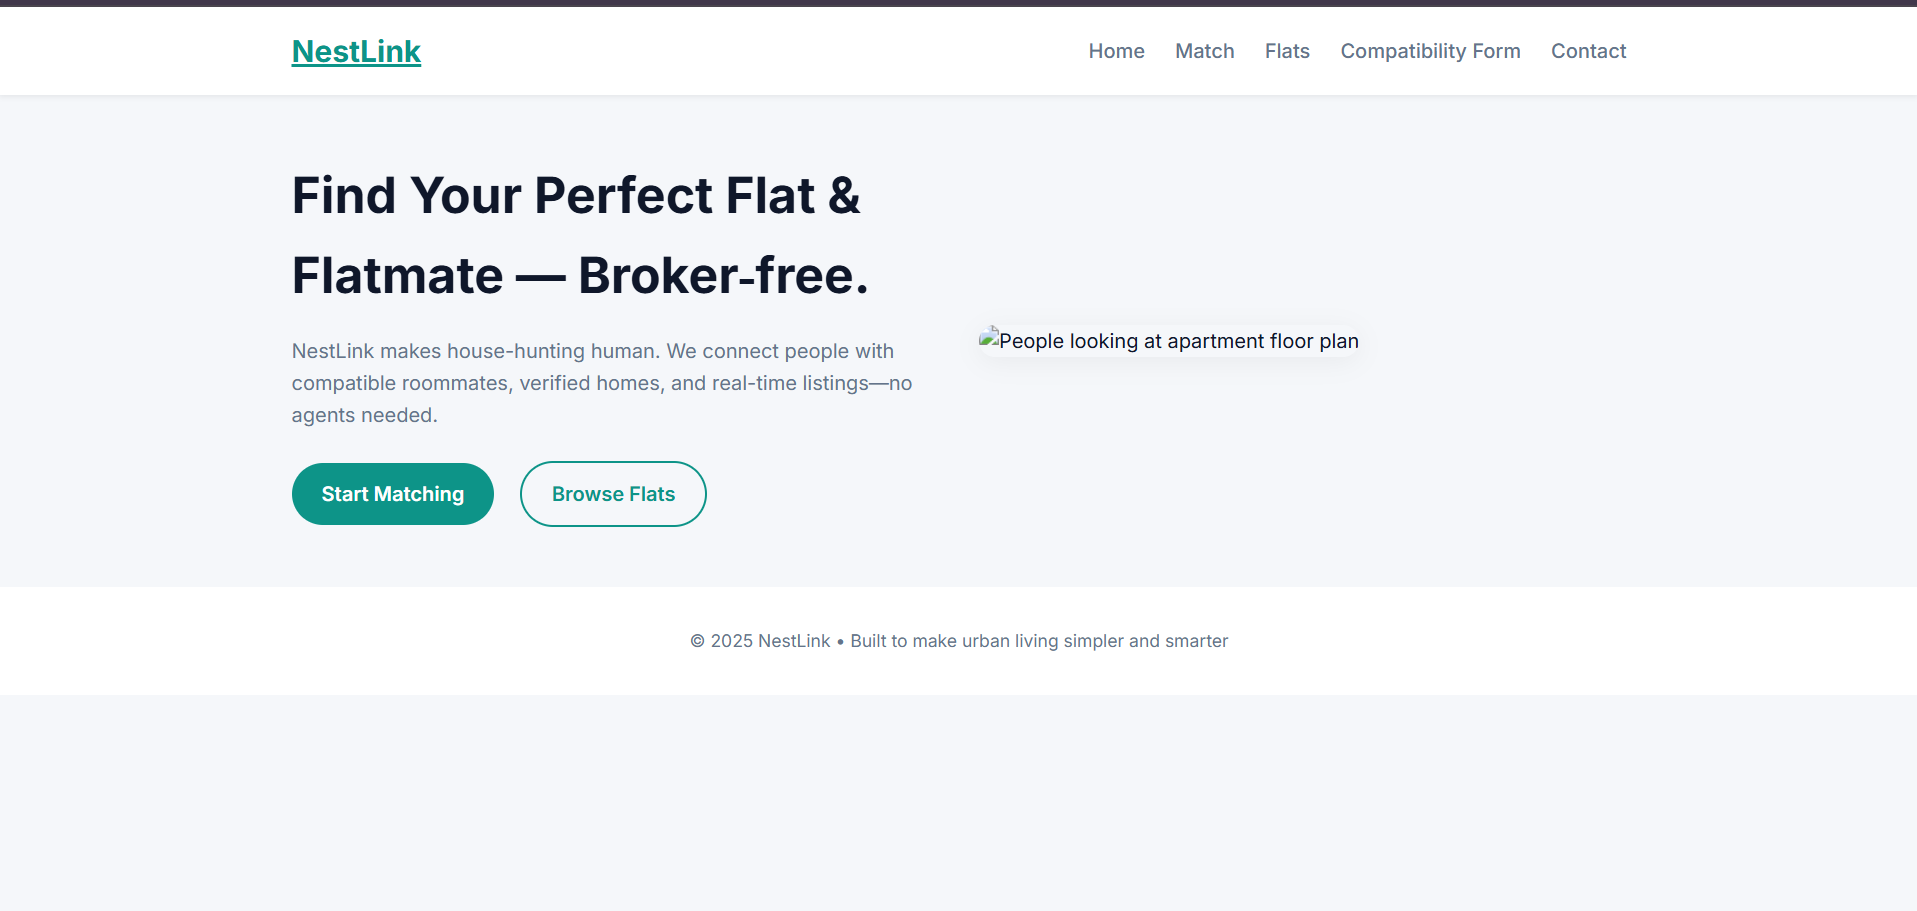 NestLink
Home Match Flats Compatibility Form Contact
Find Your Perfect Flat &
Flatmate — Broker-free.
NestLink makes house-hunting human. We connect people with
compatible roommates, verified homes, and real-time listings—no
agents needed.
People looking at apartment floor plan
Start Matching Browse Flats
© 2025 NestLink • Built to make urban living simpler and smarter